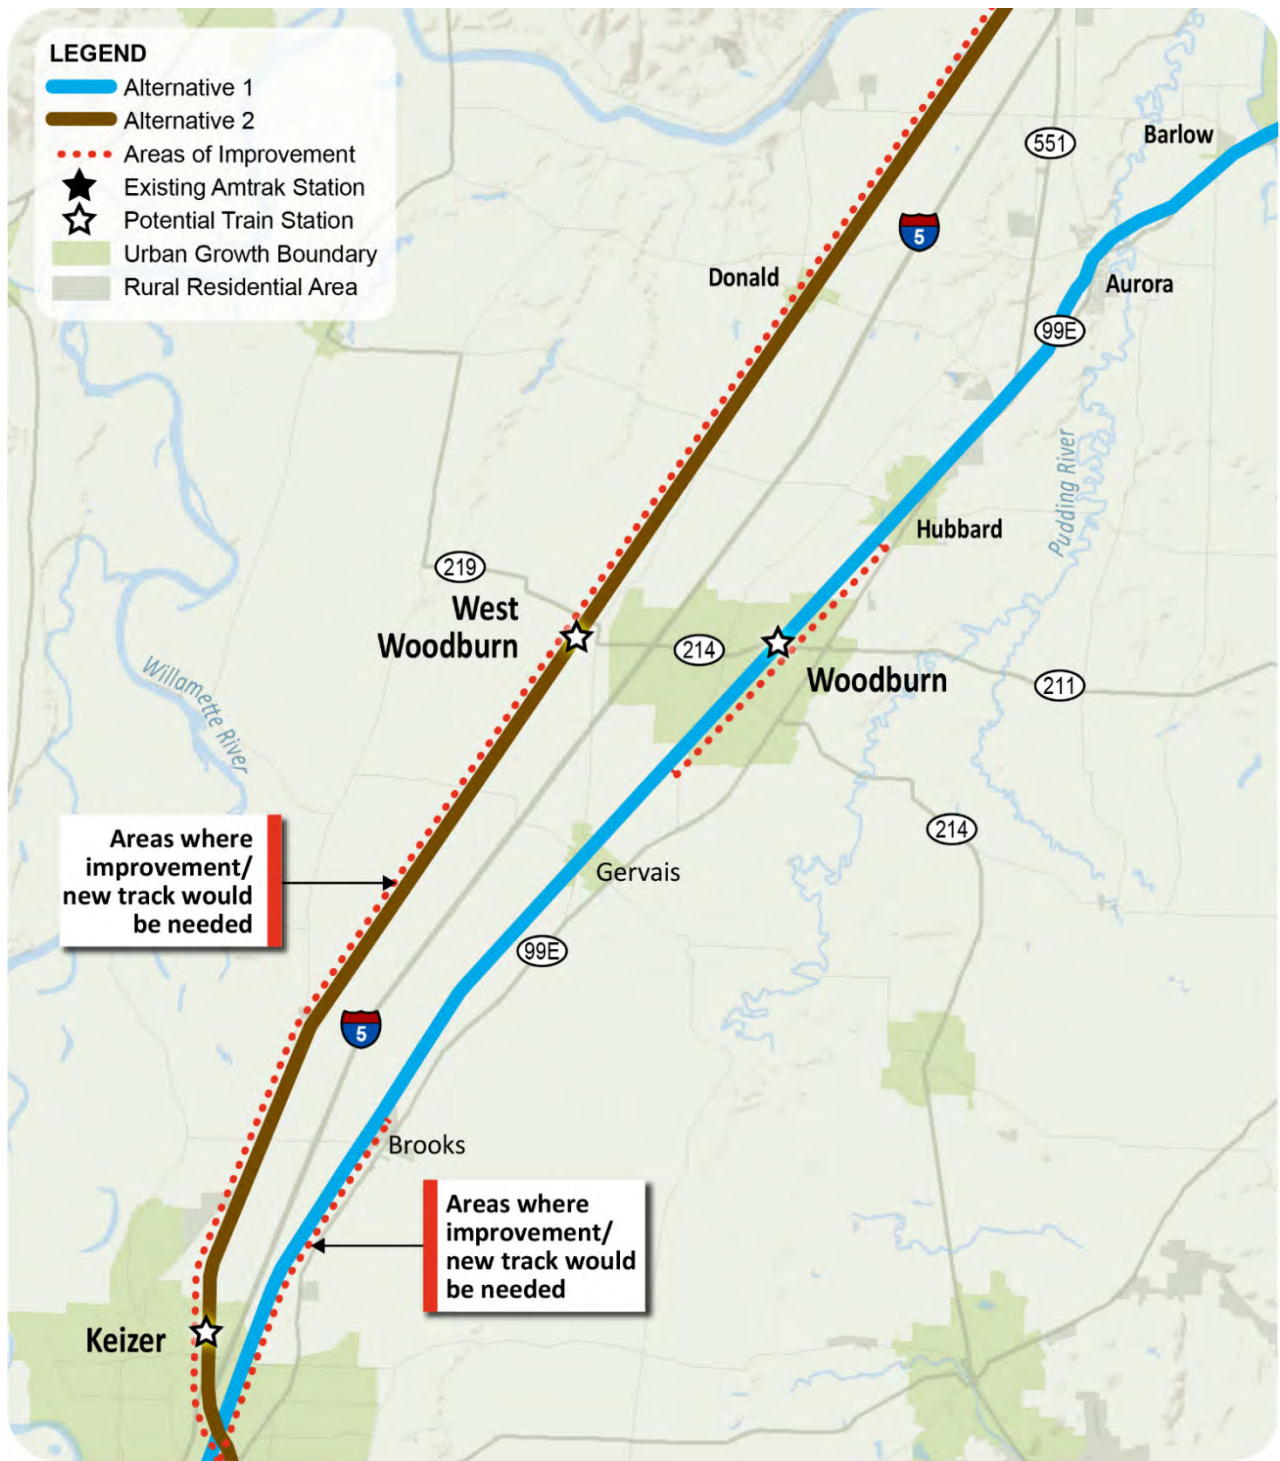 LEGEND
Alternative 1
Alternative 2
Areas of Improvement
Existing Amtrak Station
Potential Train Station
Urban Growth Boundary
Rural Residential Area
551
Barlow
5
Donald
Aurora
99E
Pudding River
Hubbard
219
West
Woodburn
214
Woodburn
211
Willamette River
Areas where
improvement/
new track would
be needed
214
Gervais
99E
5
Brooks
Areas where
improvement/
new track would
be needed
Keizer